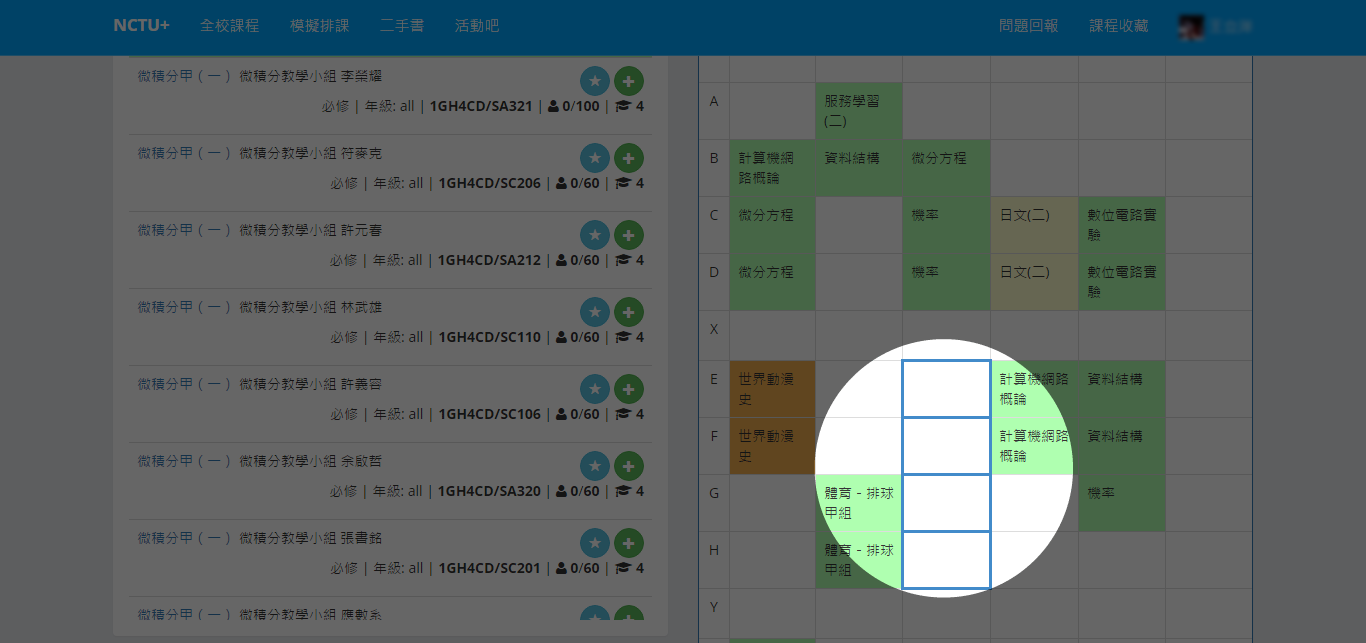 NCTU+ 全校課程 模擬排課 二手書 活動吧 問題回報 課程收藏
微積分甲（一） 微積分教學小組 李榮耀
必修 | 年級: all | 1GH4CD/SA321 | 0/100 | 4
微積分甲（一） 微積分教學小組 符麥克
必修 | 年級: all | 1GH4CD/SC206 | 0/60 | 4
微積分甲（一） 微積分教學小組 許元春
必修 | 年級: all | 1GH4CD/SA212 | 0/60 | 4
微積分甲（一） 微積分教學小組 林武雄
必修 | 年級: all | 1GH4CD/SC110 | 0/60 | 4
微積分甲（一） 微積分教學小組 許義容
必修 | 年級: all | 1GH4CD/SC106 | 0/60 | 4
微積分甲（一） 微積分教學小組 余啟哲
必修 | 年級: all | 1GH4CD/SA320 | 0/60 | 4
微積分甲（一） 微積分教學小組 張書銘
必修 | 年級: all | 1GH4CD/SC201 | 0/60 | 4
微積分甲（一） 微積分教學小組 應數系
A 服務學習
(二)
B 計算機網 資料結構 微分方程
路概論
C 微分方程 機率 日文(二) 數位電路實
驗
D 微分方程 機率 日文(二) 數位電路實
驗
X
E 世界動漫 計算機網路 資料結構
史 概論
F 世界動漫 計算機網路 資料結構
史 概論
G 體育 - 排球 機率
甲組
H 體育 - 排球
甲組
Y